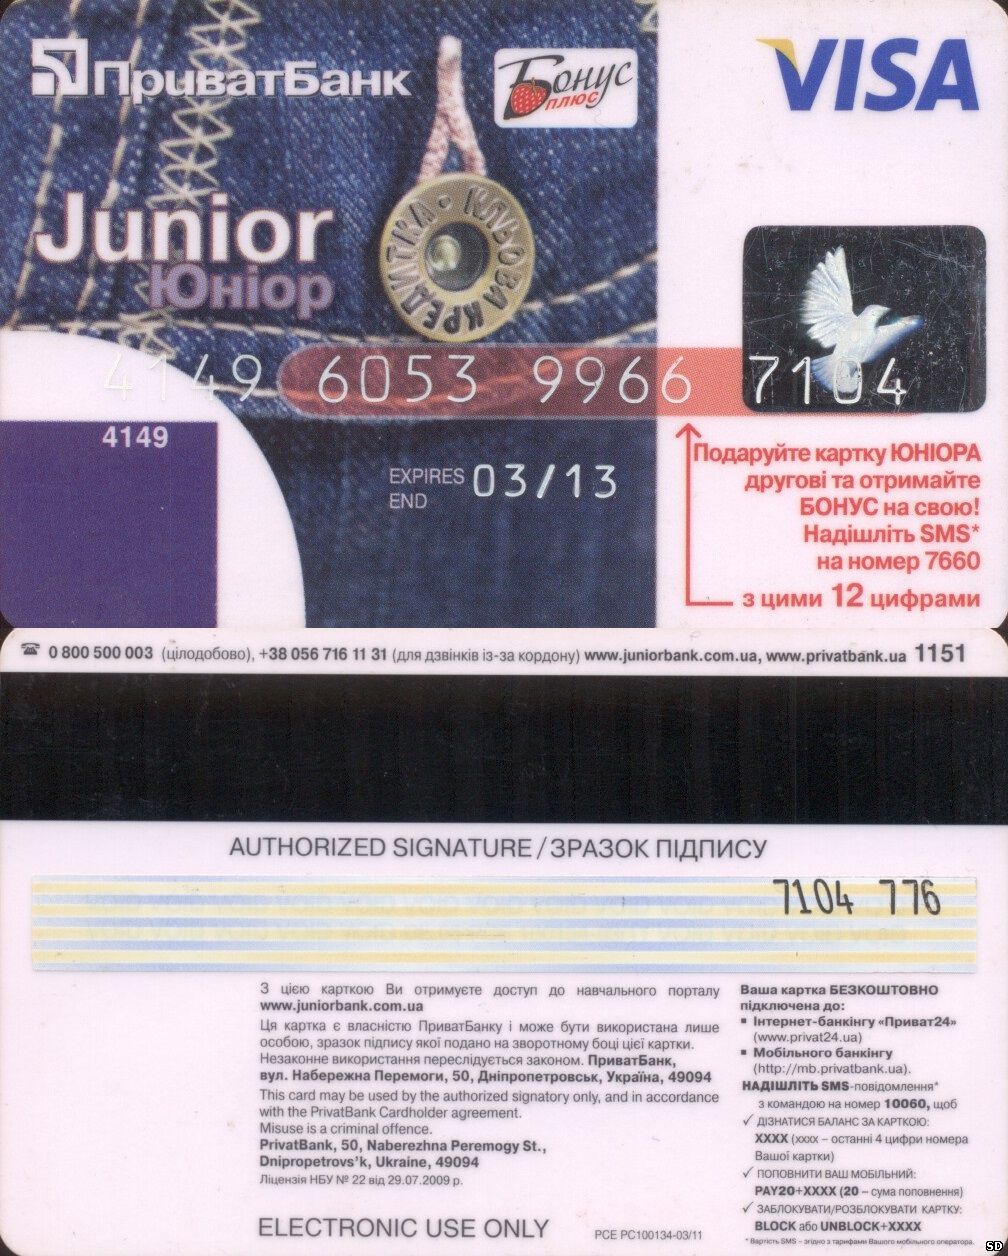 ПриватБанк
Бонус
плюс
VISA
Junior
Юніор
КРЕДИТКА • КЛЬОВА
4149 6053 9966 7104
4149
EXPIRES
END
03/13
Подаруйте картку ЮНІОРА
другові та отримайте
БОНУС на свою!
Надішліть SMS*
на номер 7660
з цими 12 цифрами
☎ 0 800 500 003 (цілодобово), +38 056 716 11 31 (для дзвінків із-за кордону) www.juniorbank.com.ua, www.privatbank.ua 1151
AUTHORIZED SIGNATURE / ЗРАЗОК ПІДПИСУ
7104 776
З цією карткою Ви отримуєте доступ до навчального порталу
www.juniorbank.com.ua
Ця картка є власністю ПриватБанку і може бути використана лише
особою, зразок підпису якої подано на зворотному боці цієї картки.
Незаконне використання переслідується законом. ПриватБанк,
вул. Набережна Перемоги, 50, Дніпропетровськ, Україна, 49094
This card may be used by the authorized signatory only, and in accordance
with the PrivatBank Cardholder agreement.
Misuse is a criminal offence.
PrivatBank, 50, Naberezhna Peremogy St.,
Dnipropetrovs'k, Ukraine, 49094
Ліцензія НБУ № 22 від 29.07.2009 р.
ELECTRONIC USE ONLY
PCE PC100134-03/11
Ваша картка БЕЗКОШТОВНО
підключена до:
▪ Інтернет-банкінгу «Приват24»
(www.privat24.ua)
▪ Мобільного банкінгу
(http://mb.privatbank.ua).
НАДІШЛІТЬ SMS-повідомлення*
з командою на номер 10060, щоб
✓ ДІЗНАТИСЯ БАЛАНС ЗА КАРТКОЮ:
XXXX (xxxx – останні 4 цифри номера
Вашої картки)
✓ ПОПОВНИТИ ВАШ МОБІЛЬНИЙ:
PAY20+XXXX (20 – сума поповнення)
✓ ЗАБЛОКУВАТИ/РОЗБЛОКУВАТИ КАРТКУ:
BLOCK або UNBLOCK+XXXX
* Вартість SMS – згідно з тарифами Вашого мобільного оператора.
SD